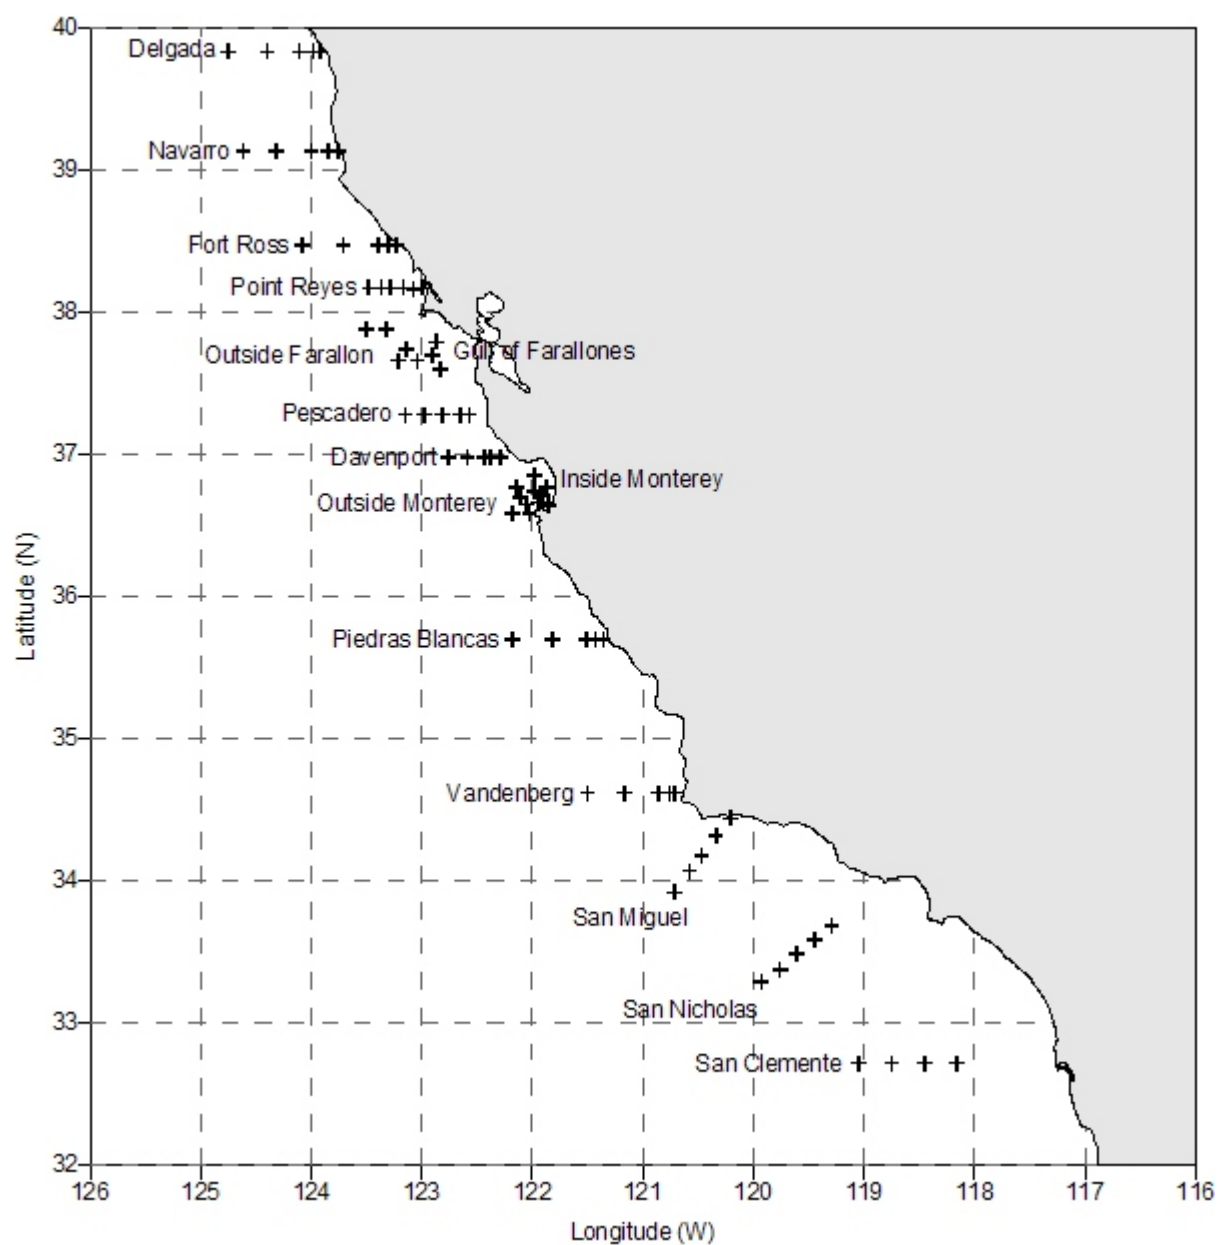 40
Delgada
Navarro
39
Fort Ross
Point Reyes
38
Gulf of Farallones
Outside Farallon
Pescadero
37
Davenport
Inside Monterey
Outside Monterey
Latitude (N)
36
Piedras Blancas
35
Vandenberg
34
San Miguel
San Nicholas
33
San Clemente
32
126 125 124 123 122 121 120 119 118 117 116
Longitude (W)